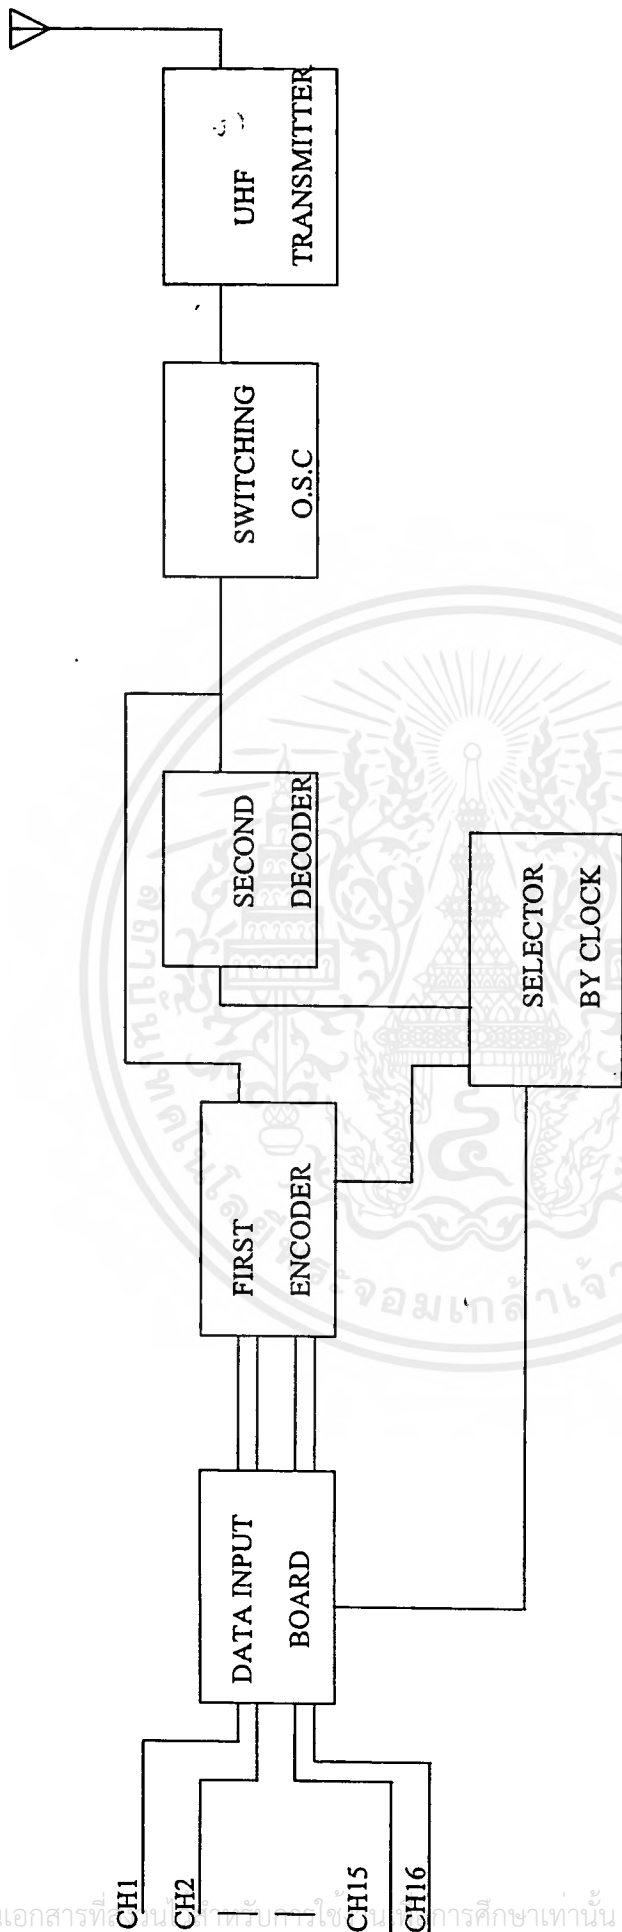 CH1
CH2
CH15
CH16
DATA INPUT
BOARD
FIRST
ENCODER
SECOND
DECODER
SELECTOR
BY CLOCK
SWITCHING
O.S.C
UHF
TRANSMITTER